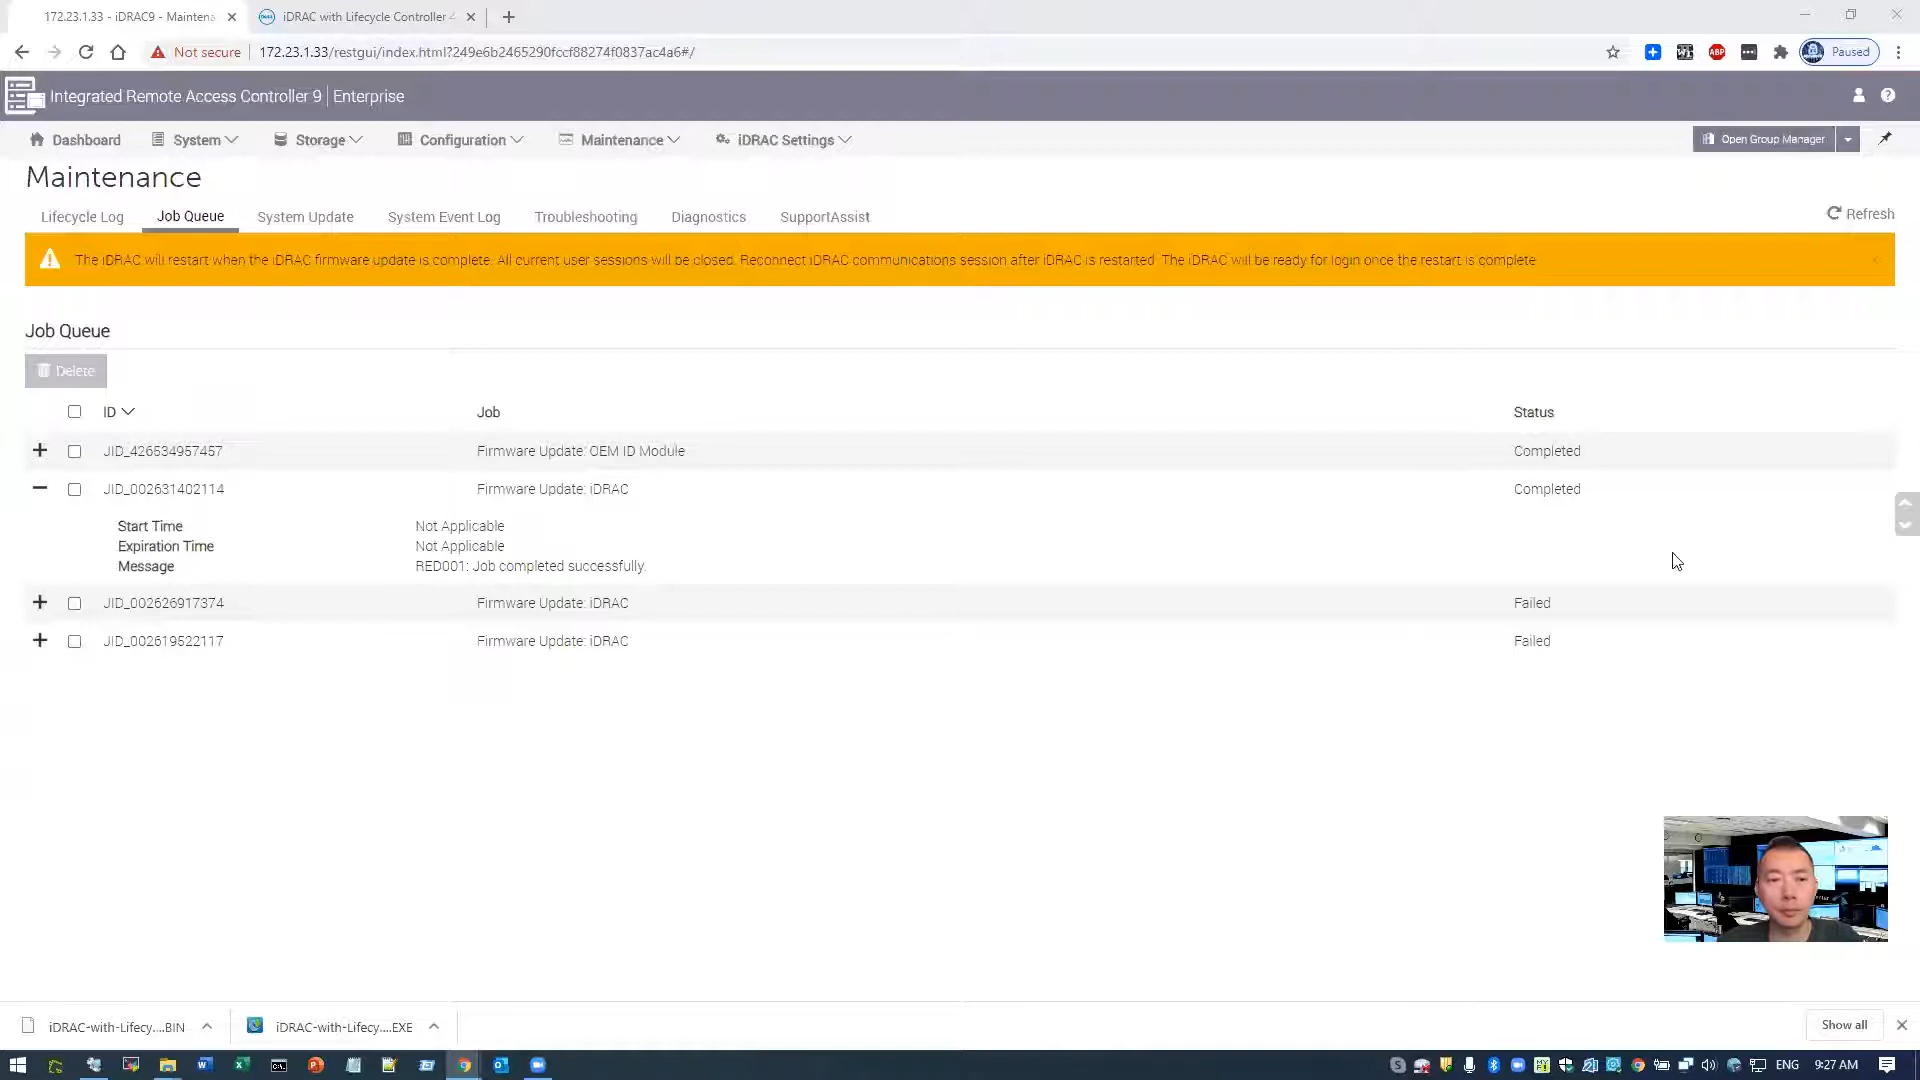 172.23.1.33 - iDRAC9 - Maintena
iDRAC with Lifecycle Controller 4
Not secure
172.23.1.33/restgui/index.html?249e6b2465290fccf88274f0837ac4a6#/
ABP
Paused
Integrated Remote Access Controller 9 | Enterprise
Dashboard
System
Storage
Configuration
Maintenance
iDRAC Settings
Open Group Manager
Maintenance
Lifecycle Log
Job Queue
System Update
System Event Log
Troubleshooting
Diagnostics
SupportAssist
Refresh
The iDRAC will restart when the iDRAC firmware update is complete. All current user sessions will be closed. Reconnect iDRAC communications session after iDRAC is restarted. The iDRAC will be ready for login once the restart is complete
Job Queue
Delete
ID
Job
Status
JID_426534957457
Firmware Update: OEM ID Module
Completed
JID_002631402114
Firmware Update: iDRAC
Completed
Start Time
Not Applicable
Expiration Time
Not Applicable
Message
RED001: Job completed successfully.
JID_002626917374
Firmware Update: iDRAC
Failed
JID_002619522117
Firmware Update: iDRAC
Failed
iDRAC-with-Lifecy....BIN
iDRAC-with-Lifecy....EXE
Show all
ENG
9:27 AM